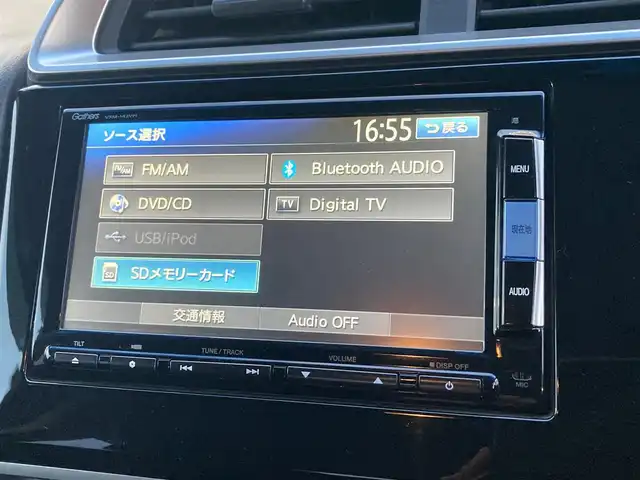 Gathers
ソース選択
16:55
戻る
FM/AM
Bluetooth AUDIO
DVD/CD
TV
Digital TV
USB/iPod
SD
SDメモリーカード
交通情報
Audio OFF
MENU
現在地
AUDIO
TILT
TUNE/TRACK
VOLUME
DISP OFF
MIC